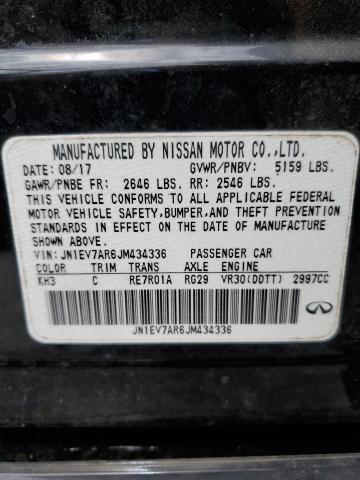 MANUFACTURED BY NISSAN MOTOR CO.,LTD.
DATE: 08/17 GVWR/PNBV: 5159 LBS.
GAWR/PNBE FR: 2646 LBS. RR: 2546 LBS.
THIS VEHICLE CONFORMS TO ALL APPLICABLE FEDERAL
MOTOR VEHICLE SAFETY,BUMPER,AND THEFT PREVENTION
STANDARDS IN EFFECT ON THE DATE OF MANUFACTURE
SHOWN ABOVE.
VIN: JN1EV7AR6JM434336 PASSENGER CAR
COLOR TRIM TRANS AXLE ENGINE
KH3 C RE7R01A RG29 VR30(DDTT) 2997CC
JN1EV7AR6JM434336